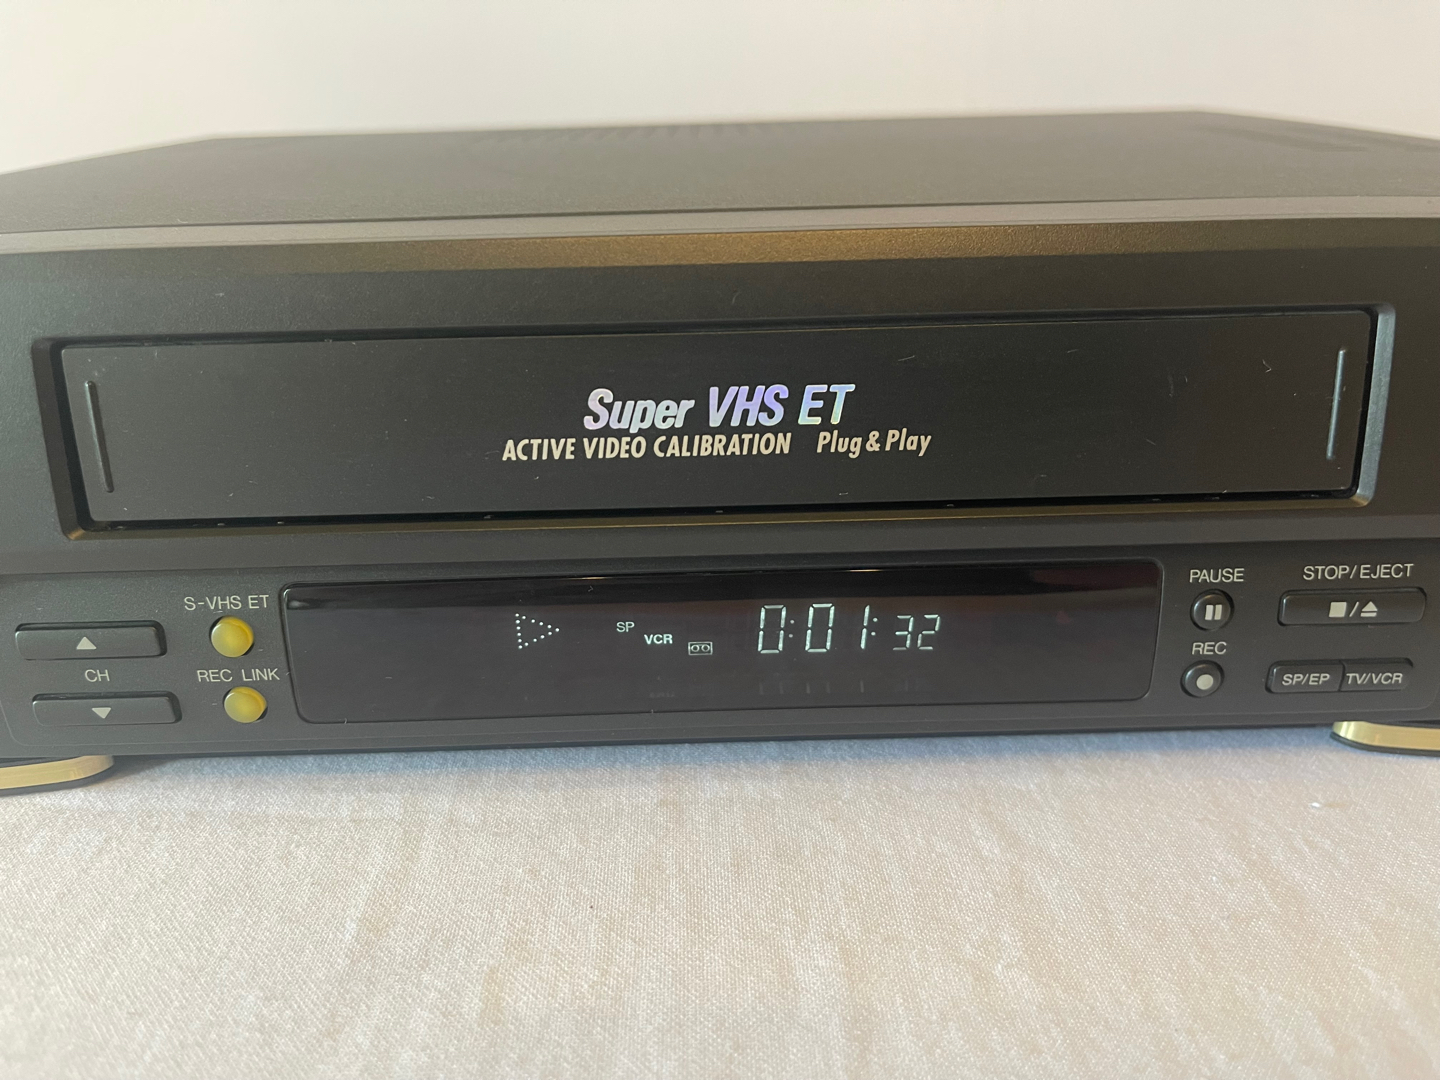 Super VHS ET
ACTIVE VIDEO CALIBRATION Plug & Play
S-VHS ET
CH
REC LINK
SP
VCR
0:01:32
PAUSE
STOP/EJECT
REC
SP/EP
TV/VCR